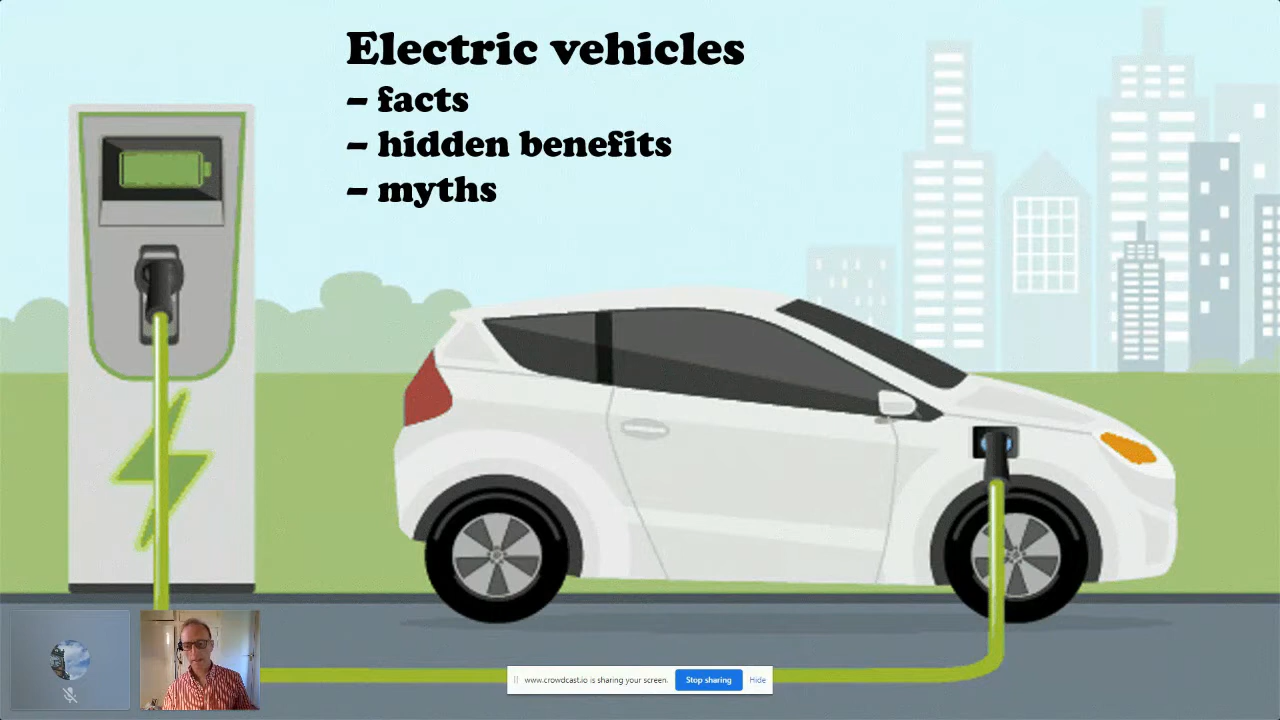 Electric vehicles
– facts
– hidden benefits
– myths
www.crowdcast.io is sharing your screen. Stop sharing Hide